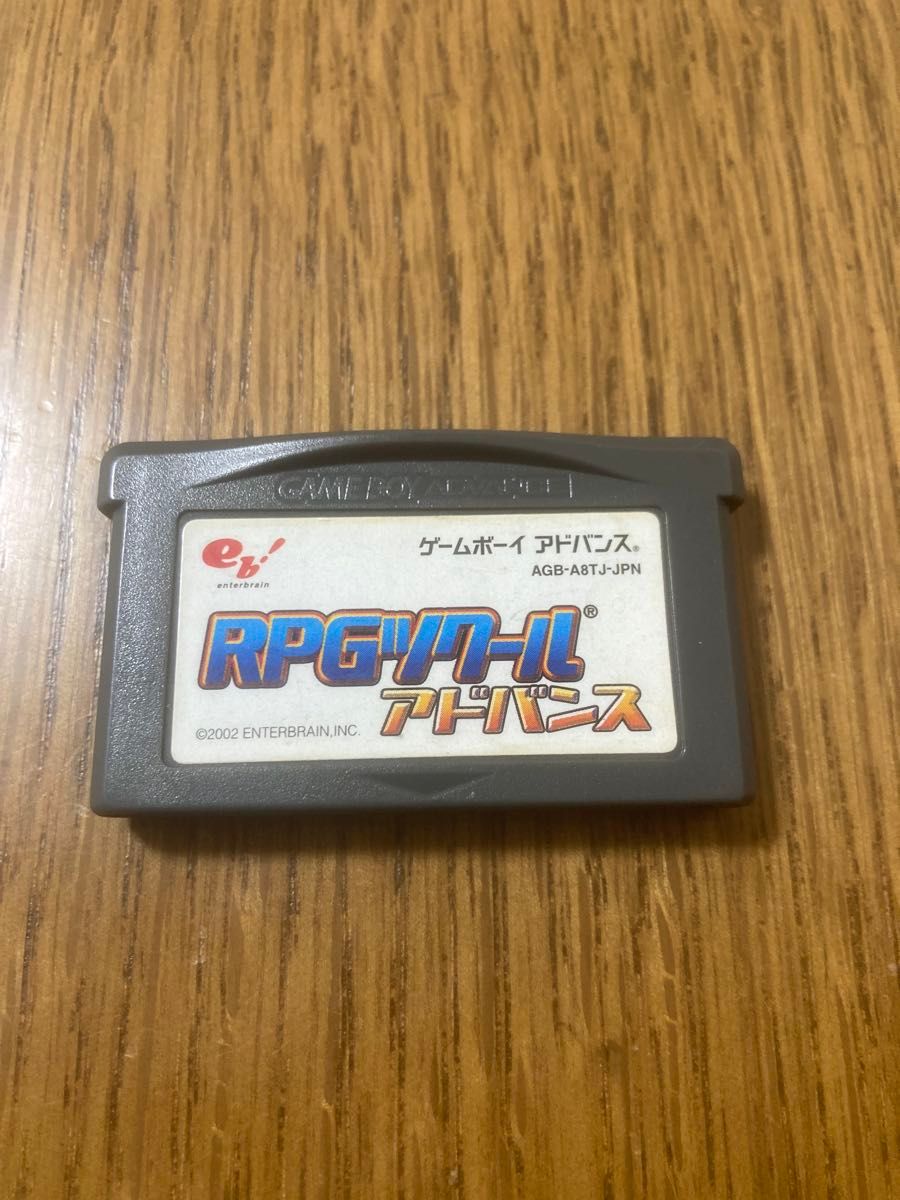 GAME BOY ADVANCE
eb!
enterbrain
ゲームボーイ アドバンス®
AGB-A8TJ-JPN
RPGツクール®
アドバンス
©2002 ENTERBRAIN,INC.